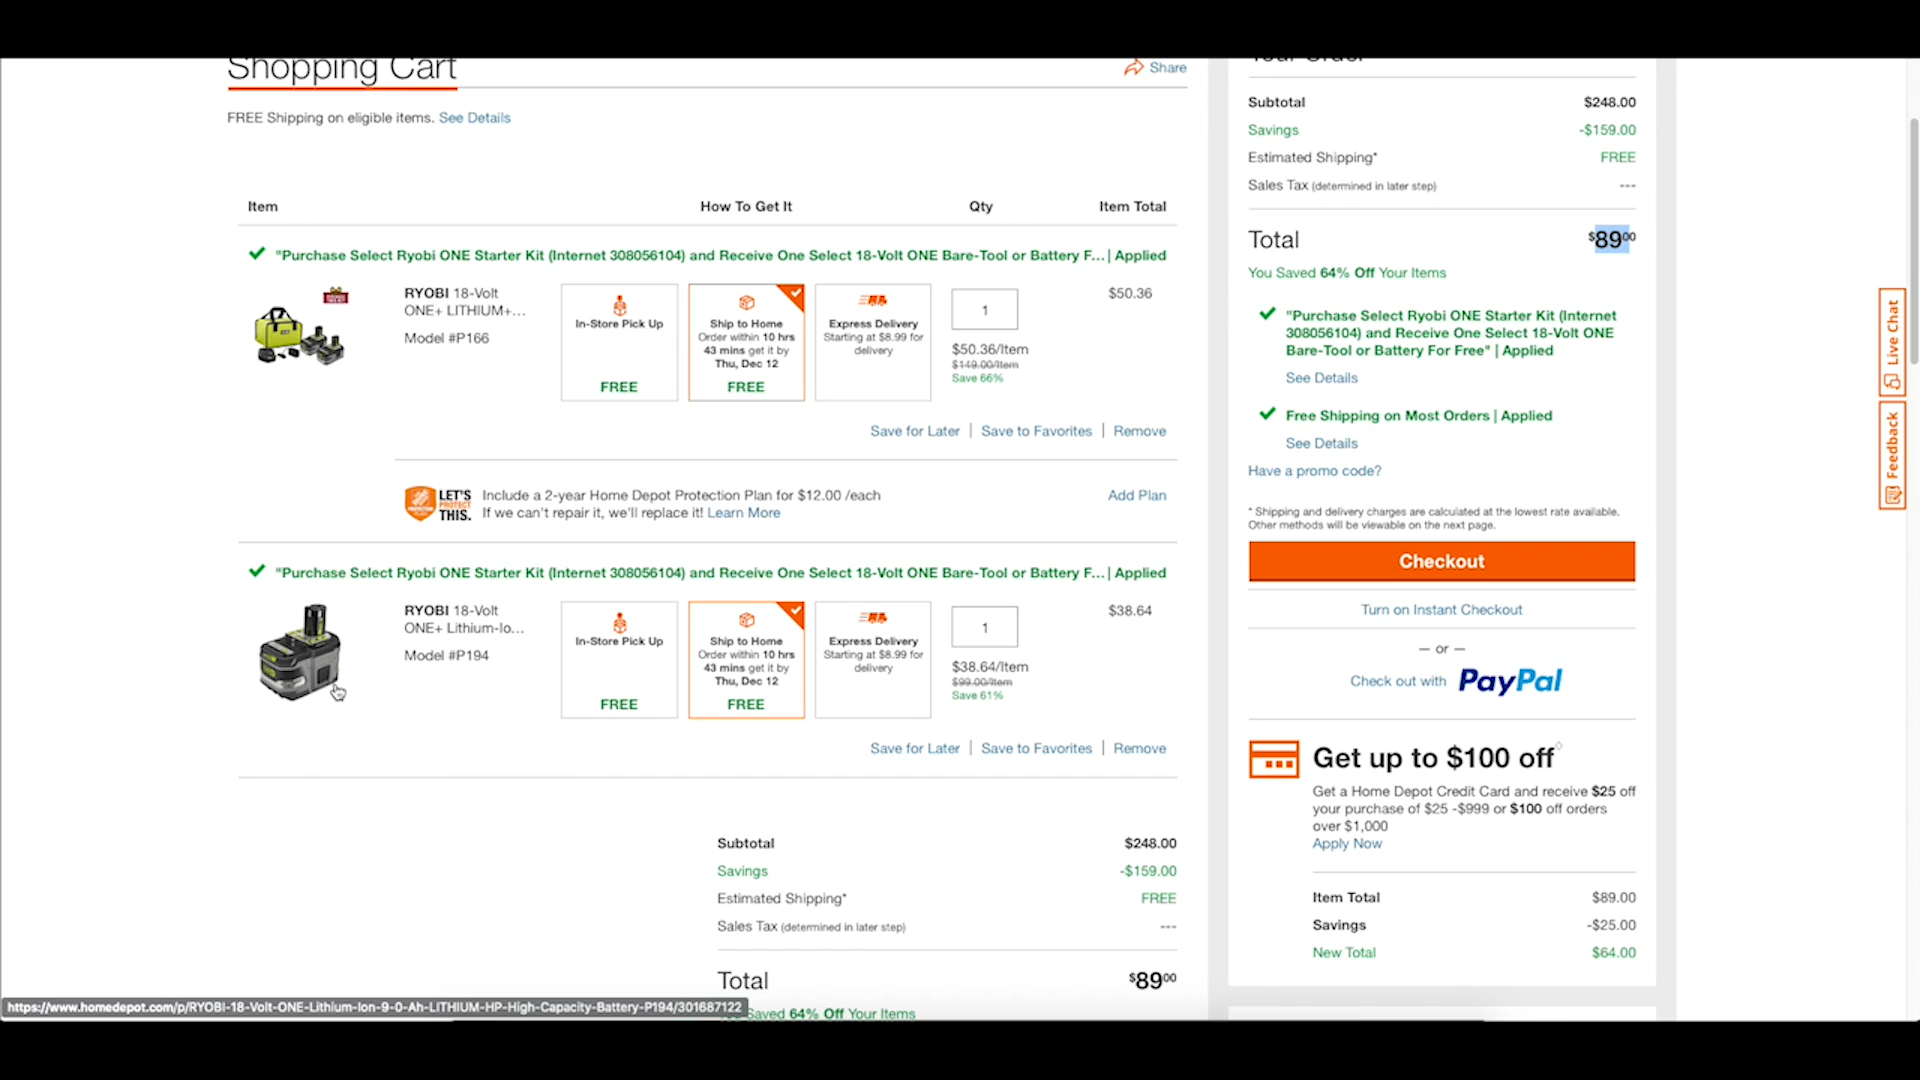 Shopping Cart
Share
FREE Shipping on eligible items. See Details
Item
How To Get It
Qty
Item Total
"Purchase Select Ryobi ONE Starter Kit (Internet 308056104) and Receive One Select 18-Volt ONE Bare-Tool or Battery F... | Applied
RYOBI 18-Volt
ONE+ LITHIUM+...
Model #P166
In-Store Pick Up
FREE
Ship to Home
Order within 10 hrs
43 mins get it by
Thu, Dec 12
FREE
Express Delivery
Starting at $8.99 for
delivery
1
$50.36/Item
$149.00/Item
Save 66%
$50.36
Save for Later | Save to Favorites | Remove
LET'S
PROTECT
THIS.
Include a 2-year Home Depot Protection Plan for $12.00 /each
If we can't repair it, we'll replace it! Learn More
Add Plan
"Purchase Select Ryobi ONE Starter Kit (Internet 308056104) and Receive One Select 18-Volt ONE Bare-Tool or Battery F... | Applied
RYOBI 18-Volt
ONE+ Lithium-Io...
Model #P194
In-Store Pick Up
FREE
Ship to Home
Order within 10 hrs
43 mins get it by
Thu, Dec 12
FREE
Express Delivery
Starting at $8.99 for
delivery
1
$38.64/Item
$99.00/Item
Save 61%
$38.64
Save for Later | Save to Favorites | Remove
Subtotal $248.00
Savings -$159.00
Estimated Shipping* FREE
Sales Tax (determined in later step) ---
Total $89.00
Saved 64% Off Your Items
https://www.homedepot.com/p/RYOBI-18-Volt-ONE-Lithium-Ion-9-0-Ah-LITHIUM-HP-High-Capacity-Battery-P194/301687122
Your Order
Subtotal $248.00
Savings -$159.00
Estimated Shipping* FREE
Sales Tax (determined in later step) ---
Total $89.00
You Saved 64% Off Your Items
"Purchase Select Ryobi ONE Starter Kit (Internet
308056104) and Receive One Select 18-Volt ONE
Bare-Tool or Battery For Free" | Applied
See Details
Free Shipping on Most Orders | Applied
See Details
Have a promo code?
* Shipping and delivery charges are calculated at the lowest rate available.
Other methods will be viewable on the next page.
Checkout
Turn on Instant Checkout
— or —
Check out with PayPal
Get up to $100 off◊
Get a Home Depot Credit Card and receive $25 off
your purchase of $25 -$999 or $100 off orders
over $1,000
Apply Now
Item Total $89.00
Savings -$25.00
New Total $64.00
Live Chat
Feedback